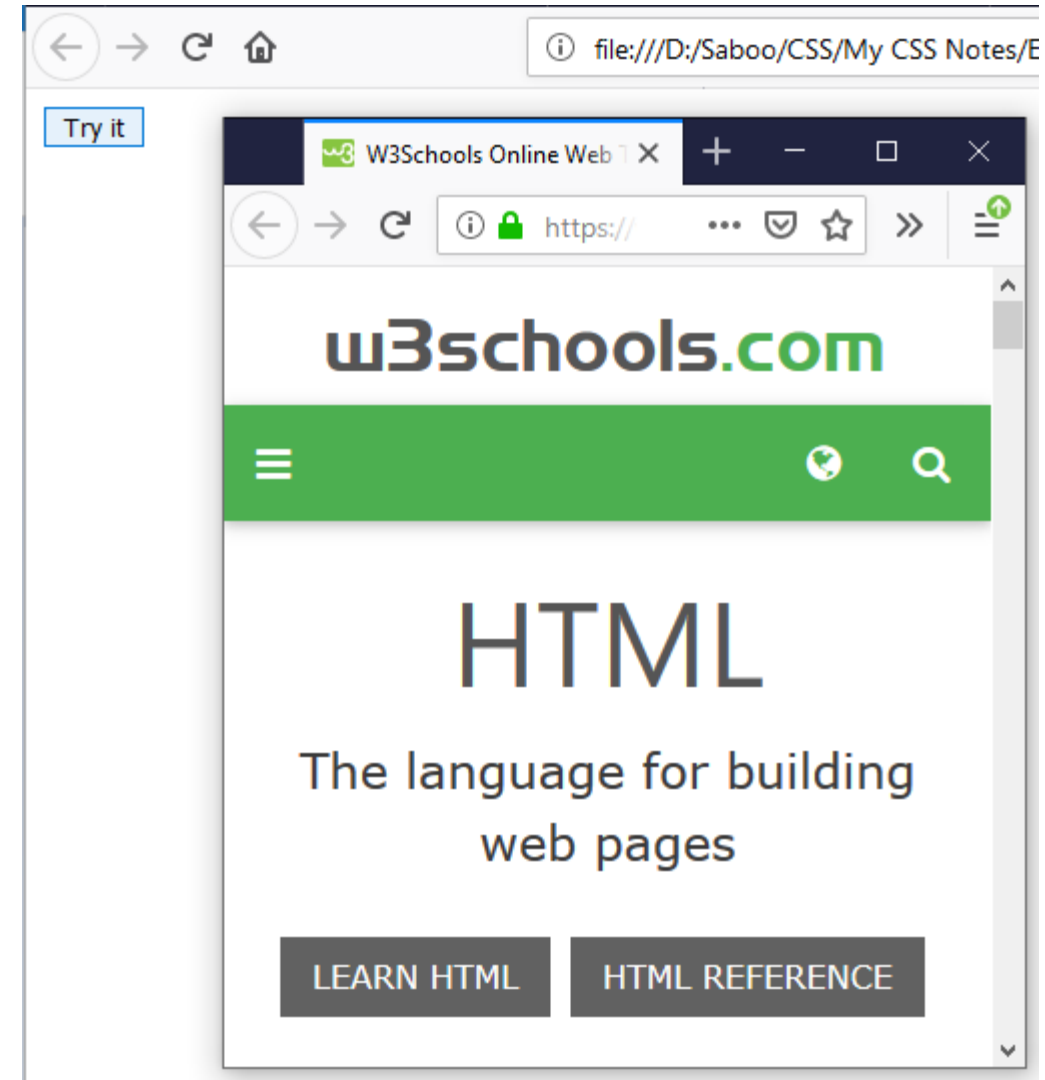 file:///D:/Saboo/CSS/My CSS Notes/E
Try it
W3Schools Online Web T
https://
w3schools.com
HTML
The language for building
web pages
LEARN HTML
HTML REFERENCE